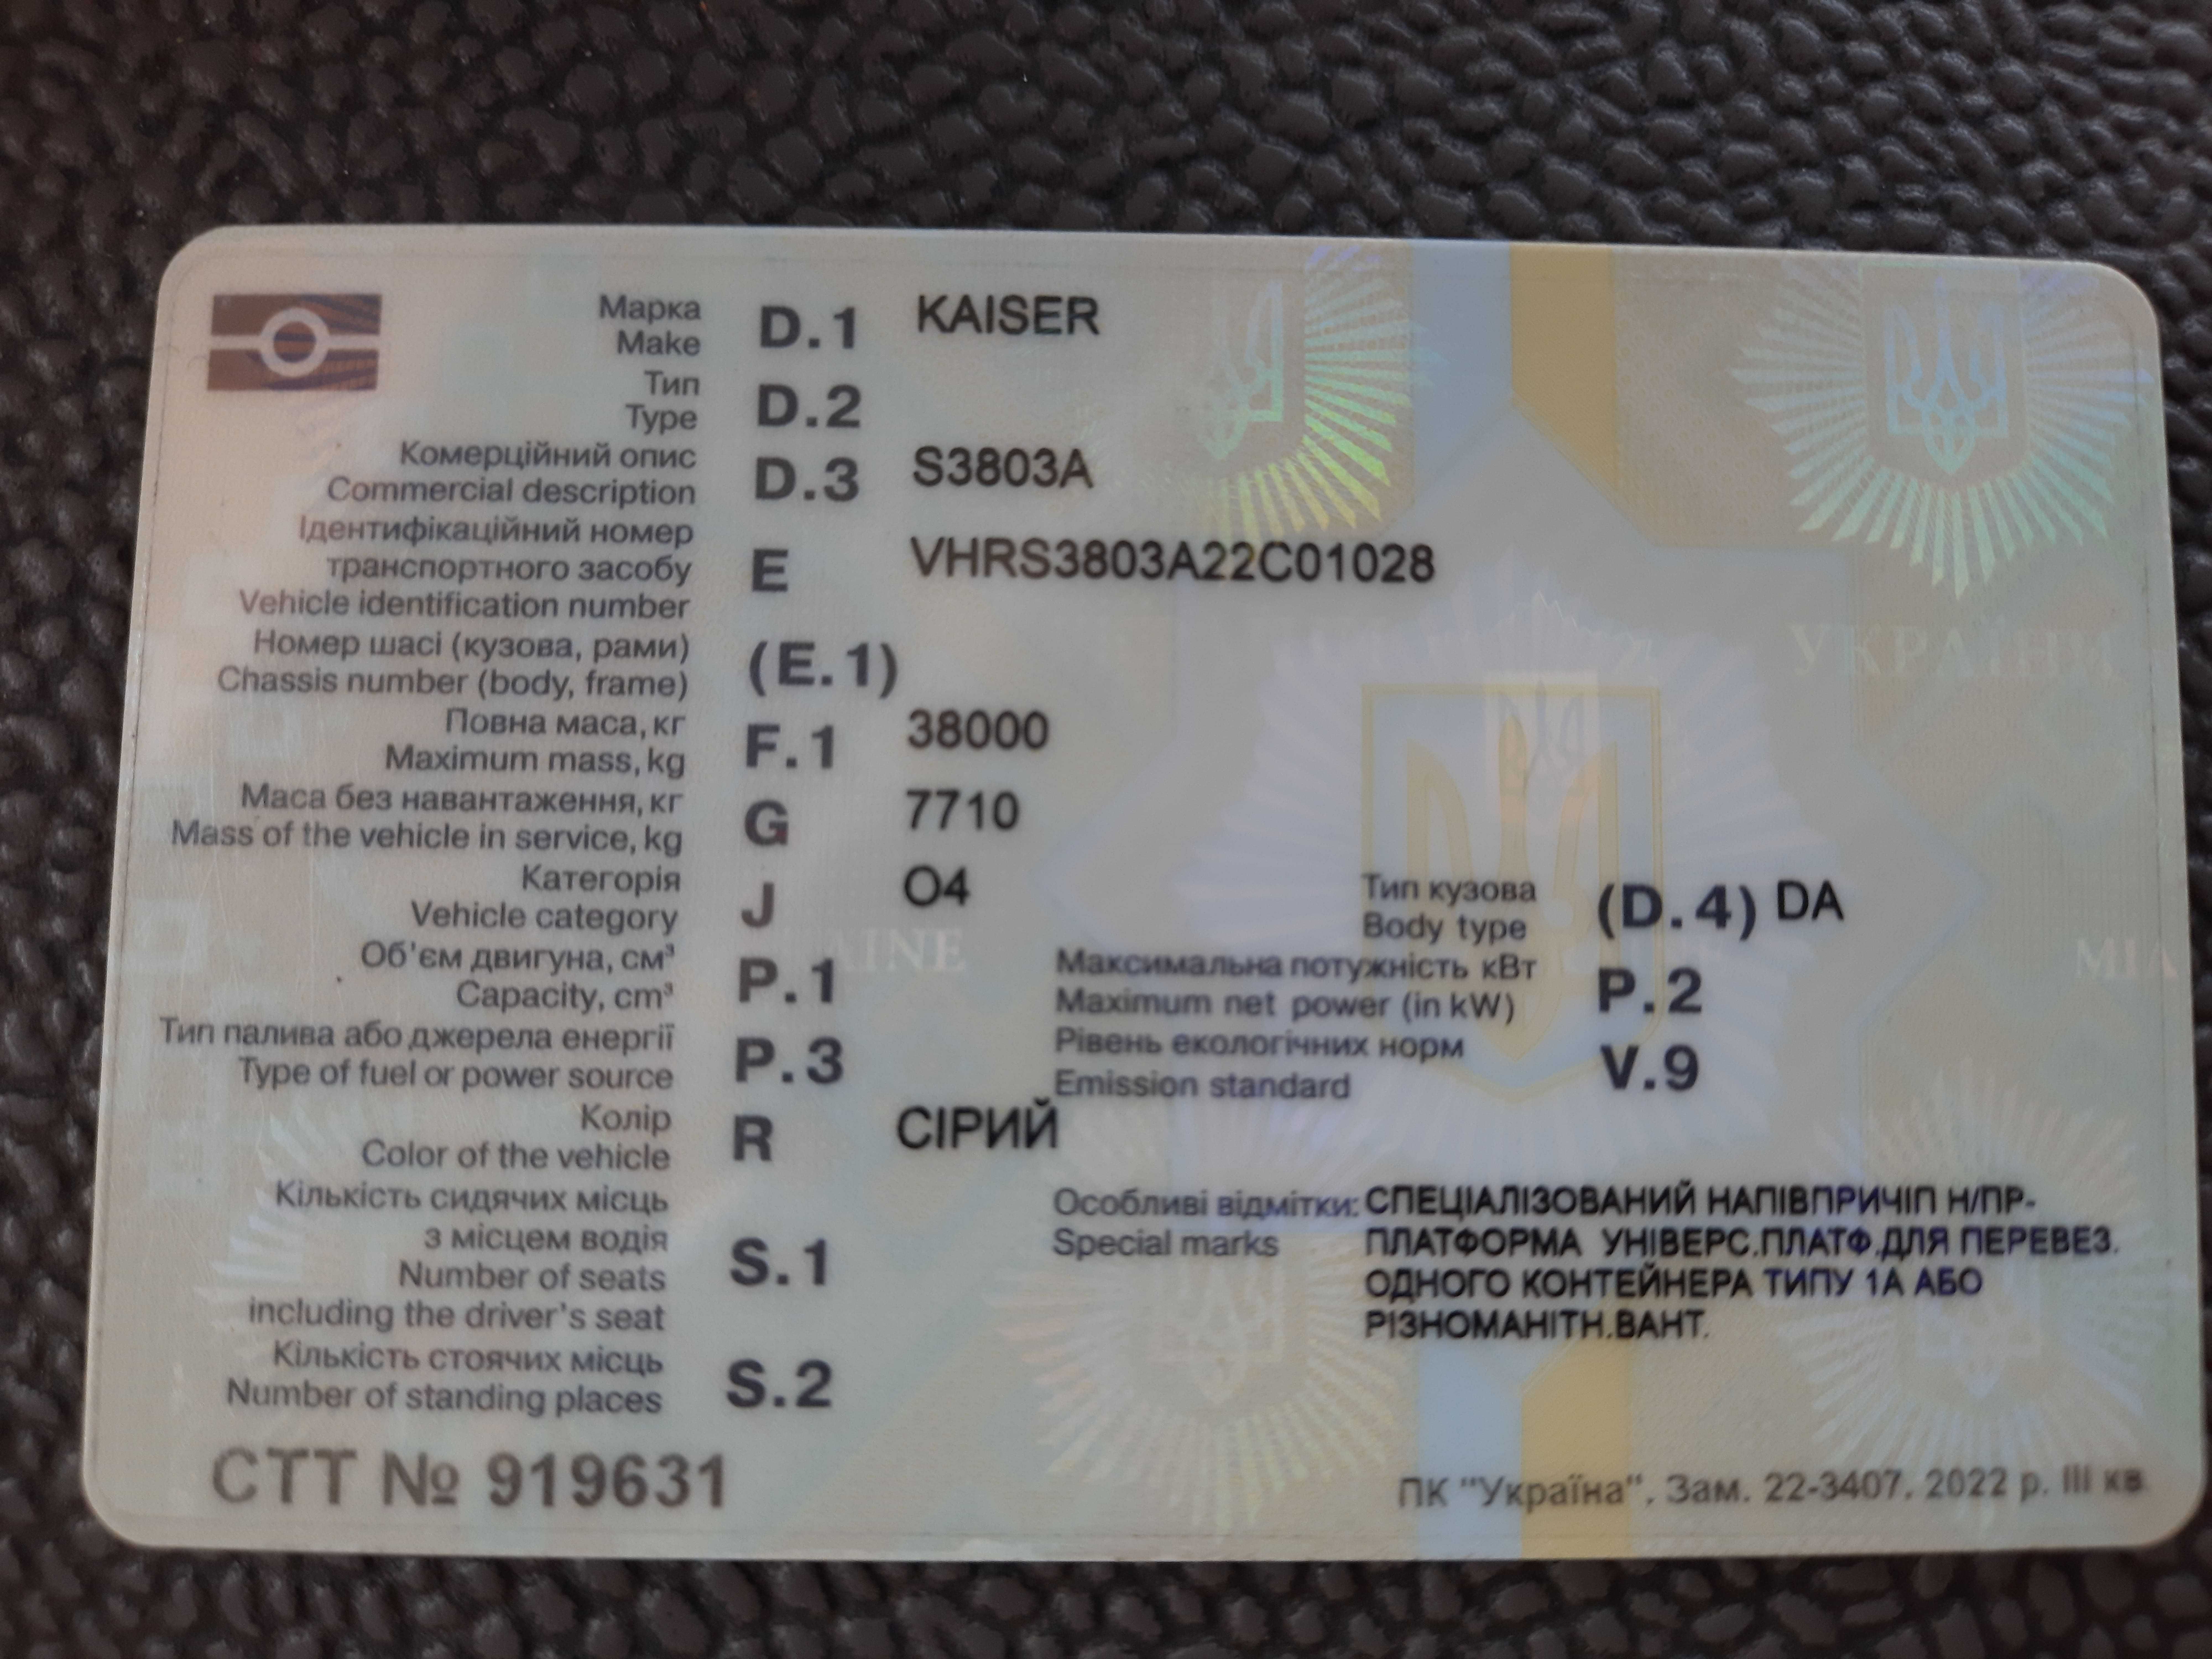 Марка
Make
D.1 KAISER
Тип
Type
D.2
Комерційний опис
Commercial description
D.3 S3803A
Ідентифікаційний номер
транспортного засобу
Vehicle identification number
E VHRS3803A22C01028
Номер шасі (кузова, рами)
Chassis number (body, frame)
(E.1)
Повна маса, кг
Maximum mass, kg
F.1 38000
Маса без навантаження, кг
Mass of the vehicle in service, kg
G 7710
Категорія
Vehicle category
J O4
Тип кузова
Body type
(D.4) DA
Об'єм двигуна, см³
Capacity, cm³
P.1
Максимальна потужність кВт
Maximum net power (in kW)
P.2
Тип палива або джерела енергії
Type of fuel or power source
P.3
Рівень екологічних норм
Emission standard
V.9
Колір
Color of the vehicle
R СІРИЙ
Кількість сидячих місць
з місцем водія
Number of seats
including the driver's seat
S.1
Особливі відмітки:
Special marks
СПЕЦІАЛІЗОВАНИЙ НАПІВПРИЧІП Н/ПР-
ПЛАТФОРМА УНІВЕРС.ПЛАТФ.ДЛЯ ПЕРЕВЕЗ.
ОДНОГО КОНТЕЙНЕРА ТИПУ 1А АБО
РІЗНОМАНІТН.ВАНТ.
Кількість стоячих місць
Number of standing places
S.2
СТТ № 919631
ПК "Україна". Зам. 22-3407. 2022 р. III кв.
УКРАЇНА